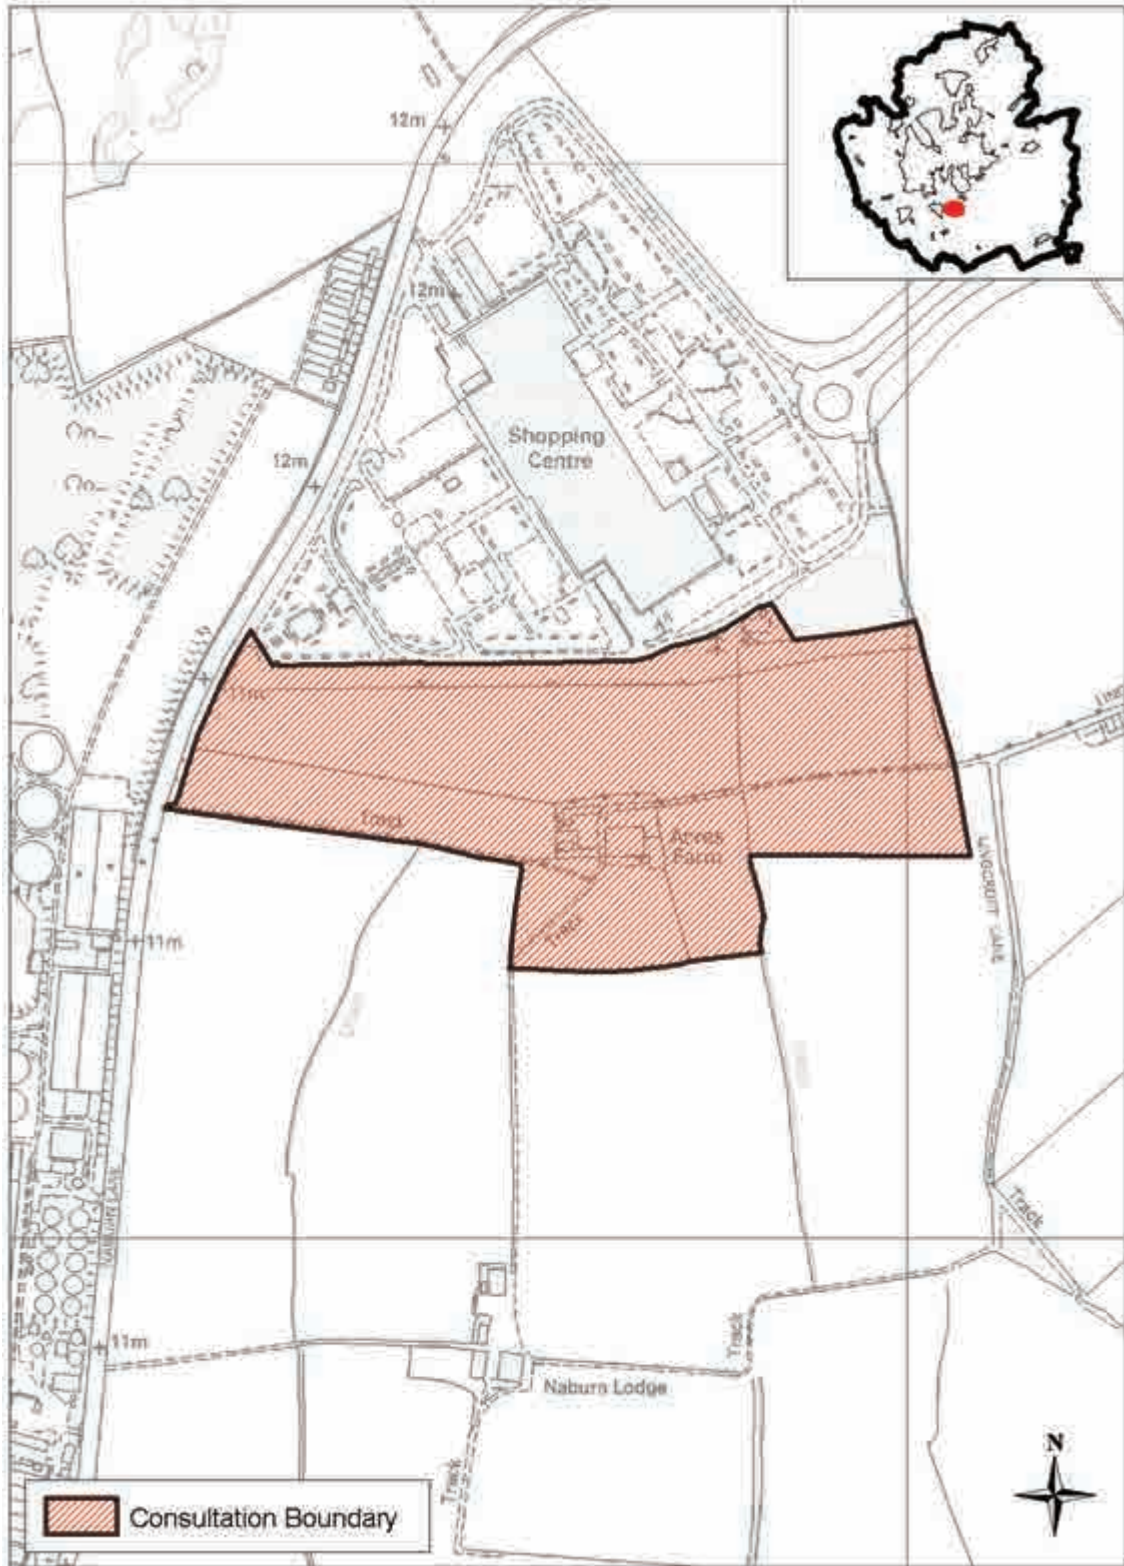 12m
12m
Shopping
Centre
12m
11m
Track
Acres
Farm
Track
LINGCROFT LANE
11m
NABURN LANE
Track
11m
Track
Naburn Lodge
Track
N
Consultation Boundary